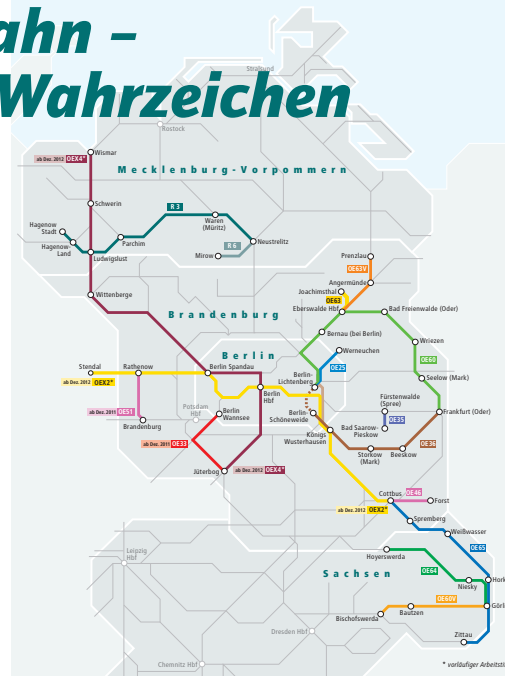 ahn –
Wahrzeichen
Stralsund
Rostock
Wismar
ab Dez. 2012 OEX4*
Mecklenburg-Vorpommern
Schwerin
R 3
Hagenow
Stadt
Waren
(Müritz)
Hagenow-
Land
Parchim
Neustrelitz
R 6
Mirow
Ludwigslust
Prenzlau
OE63V
Angermünde
Joachimsthal
OE63
Wittenberge
Eberswalde Hbf
Bad Freienwalde (Oder)
Brandenburg
Bernau (bei Berlin)
Wriezen
Werneuchen
Berlin
OE60
OE25
Stendal
Rathenow
Berlin Spandau
Berlin-
Lichtenberg
Seelow (Mark)
ab Dez. 2012 OEX2*
Berlin
Hbf
Fürstenwalde
(Spree)
Potsdam
Hbf
Berlin
Wannsee
Berlin-
Schöneweide
ab Dez. 2011 OE51
Frankfurt (Oder)
OE35
Brandenburg
Bad Saarow-
Pieskow
Königs
Wusterhausen
ab Dez. 2011 OE33
OE36
Storkow
(Mark)
Beeskow
Jüterbog
ab Dez. 2012 OEX4*
Cottbus
OE46
Forst
ab Dez. 2012 OEX2*
Spremberg
Weißwasser
Leipzig
Hbf
Hoyerswerda
OE65
Sachsen
OE64
Niesky
Hork
OE60V
Görli
Bautzen
Bischofswerda
Dresden Hbf
Zittau
Chemnitz Hbf
* vorläufiger Arbeitsti